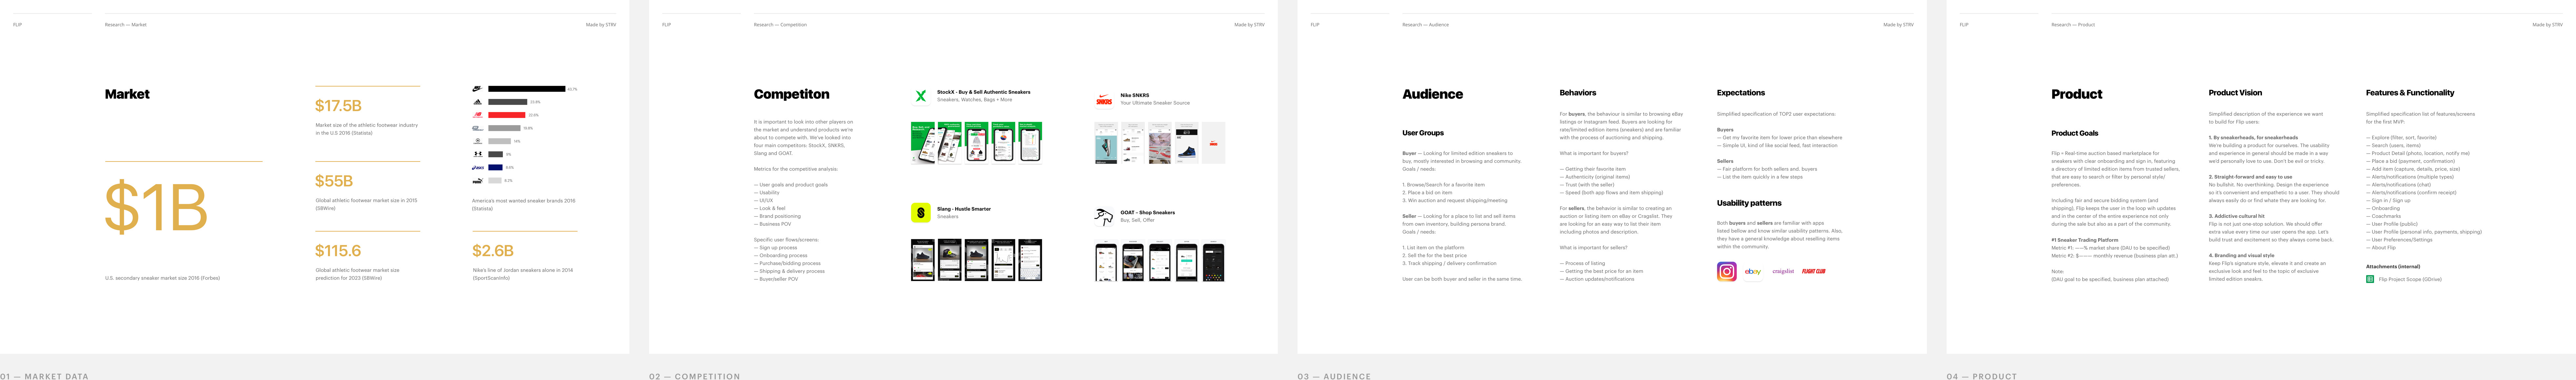 FLIP
Research — Market
Made by STRV
Market
$1B
U.S. secondary sneaker market size 2016 (Forbes)
$17.5B
Market size of the athletic footwear industry
in the U.S 2016 (Statista)
$55B
Global athletic footwear market size in 2015
(SBWire)
$115.6
Global athletic footwear market size
prediction for 2023 (SBWire)
America's most wanted sneaker brands 2016
(Statista)
$2.6B
Nike's line of Jordan sneakers alone in 2014
(SportScanInfo)
01 — MARKET DATA
FLIP
Research — Competition
Made by STRV
Competiton
It is important to look into other players on
the market and understand products we're
about to compete with. We've looked into
four main competitors: StockX, SNKRS,
Slang and GOAT.
Metrics for the competitive analysis:
— User goals and product goals
— Usability
— UI/UX
— Look & feel
— Brand positioning
— Business POV
Specific user flows/screens:
— Sign up process
— Onboarding process
— Purchase/bidding process
— Shipping & delivery process
— Buyer/seller POV
StockX - Buy & Sell Authentic Sneakers
Sneakers, Watches, Bags + More
SNKRS
Nike SNKRS
Your Ultimate Sneaker Source
Slang - Hustle Smarter
Sneakers
GOAT – Shop Sneakers
Buy, Sell, Offer
02 — COMPETITION
FLIP
Research — Audience
Made by STRV
Audience
User Groups
Buyer — Looking for limited edition sneakers to
buy, mostly interested in browsing and community.
Goals / needs:
1. Browse/Search for a favorite item
2. Place a bid on item
3. Win auction and request shipping/meeting
Seller — Looking for a place to list and sell items
from own inventory, building persona brand.
Goals / needs:
1. List item on the platform
2. Sell the for the best price
3. Track shipping / delivery confirmation
User can be both buyer and seller in the same time.
Behaviors
For buyers, the behaviour is similar to browsing eBay
listings or Instagram feed. Buyers are looking for
rate/limited edition items (sneakers) and are familiar
with the process of auctioning and shipping.
What is important for buyers?
— Getting their favorite item
— Authenticity (original items)
— Trust (with the seller)
— Speed (both app flows and item shipping)
For sellers, the behavior is similar to creating an
auction or listing item on eBay or Craigslist. They
are looking for an easy way to list their item
including photos and description.
What is important for sellers?
— Process of listing
— Getting the best price for an item
— Auction updates/notifications
Expectations
Simplified specification of TOP2 user expectations:
Buyers
— Get my favorite item for lower price than elsewhere
— Simple UI, kind of like social feed, fast interaction
Sellers
— Fair platform for both sellers and. buyers
— List the item quickly in a few steps
Usability patterns
Both buyers and sellers are familiar with apps
listed bellow and know similar usability patterns. Also,
they have a general knowledge about reselling items
within the community.
ebay
craigslist
FLIGHT CLUB
03 — AUDIENCE
FLIP
Research — Product
Made by STRV
Product
Product Goals
Flip = Real-time auction based marketplace for
sneakers with clean onboarding and sign in, featuring
a directory of limited edition items from trusted sellers,
that are easy to search or filter by personal style/
preferences.
Including fair and secure bidding system (and
shipping), Flip keeps the user in the loop with updates
and in the center of the entire experience not only
during the sale but also as a part of the community.
#1 Sneaker Trading Platform
Metric #1: ——% market share (DAU to be specified)
Metric #2: $—–— monthly revenue (business plan att.)
Note:
(DAU goal to be specified, business plan attached)
Product Vision
Simplified description of the experience we want
to build for Flip users:
1. By sneakerheads, for sneakerheads
We're building a product for ourselves. The usability
and experience in general should be made in a way
we'd personally love to use. Don't be evil or tricky.
2. Straight-forward and easy to use
No bullshit. No overthinking. Design the experience
so it's convenient and empathetic to a user. They should
always easily do or find whatey are looking for.
3. Addictive cultural hit
Flip is not just one solution. We should offer
extra value every time our user opens the app. Let's
build trust and excitement so they always come back.
4. Branding and visual style
Keep Flip's signature style, elevate it and create an
exclusive look and feel to the topic of exclusive
limited edition sneakrs.
Features & Functionality
Simplified specification list of features/screens
for the first MVP:
— Explore (filter, sort, favorite)
— Search (users, items)
— Product Detail (photo, location, notify me)
— Place a bid (payment, confirmation)
— Add item (capture, details, price, size)
— Alerts/notifications (multiple types)
— Alerts/notifications (chat)
— Alerts/notifications (confirm receipt)
— Sign in / Sign up
— Onboarding
— Coachmarks
— User Profile (public)
— User Profile (personal info, payments, shipping)
— User Preferences/Settings
— About Flip
Attachments (internal)
Flip Project Scope (GDrive)
04 — PRODUCT